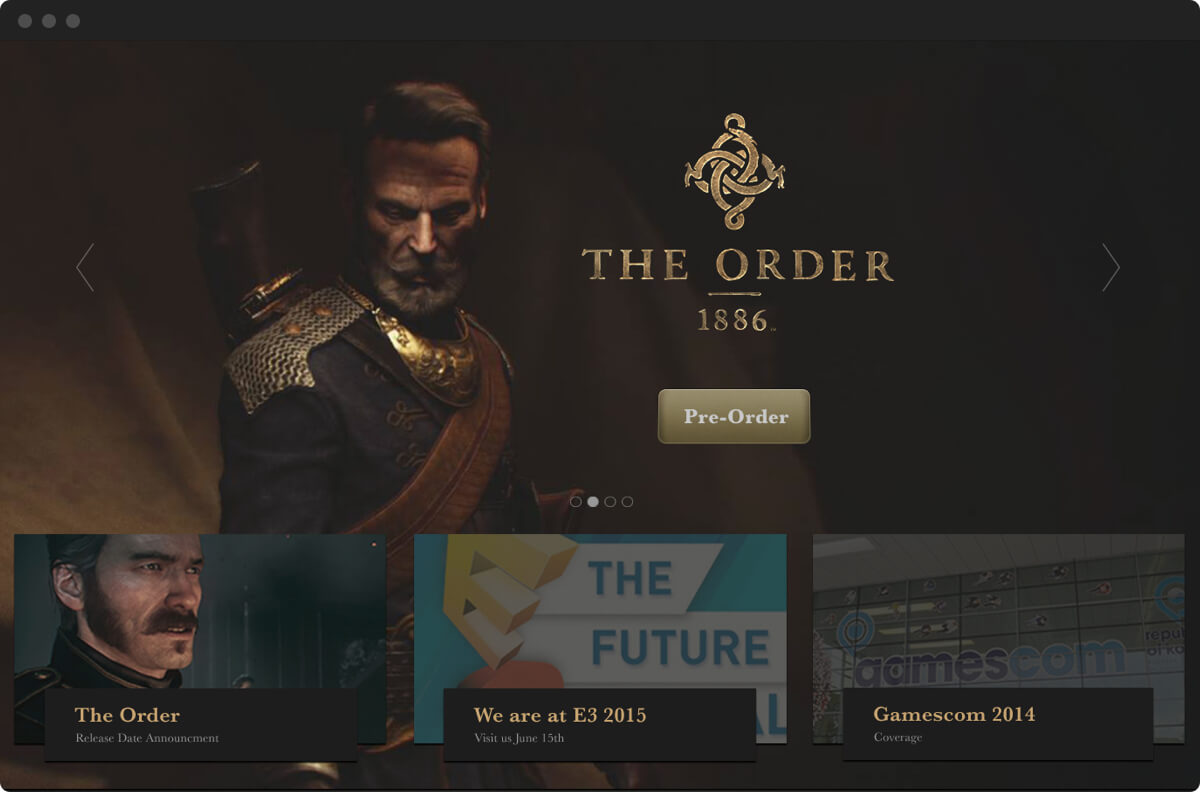 THE ORDER
1886
Pre-Order
THE
FUTURE
gamescom
The Order
Release Date Announcment
We are at E3 2015
Visit us June 15th
Gamescom 2014
Coverage